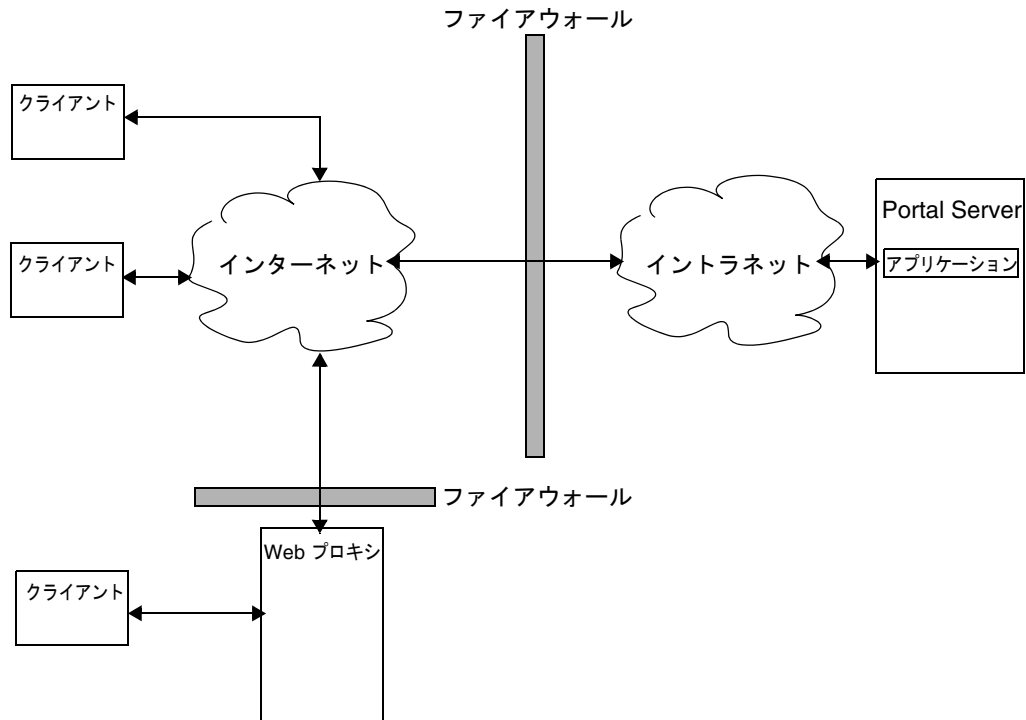 ファイアウォール
クライアント
Portal Server
クライアント
インターネット
イントラネット
アプリケーション
ファイアウォール
Web プロキシ
クライアント